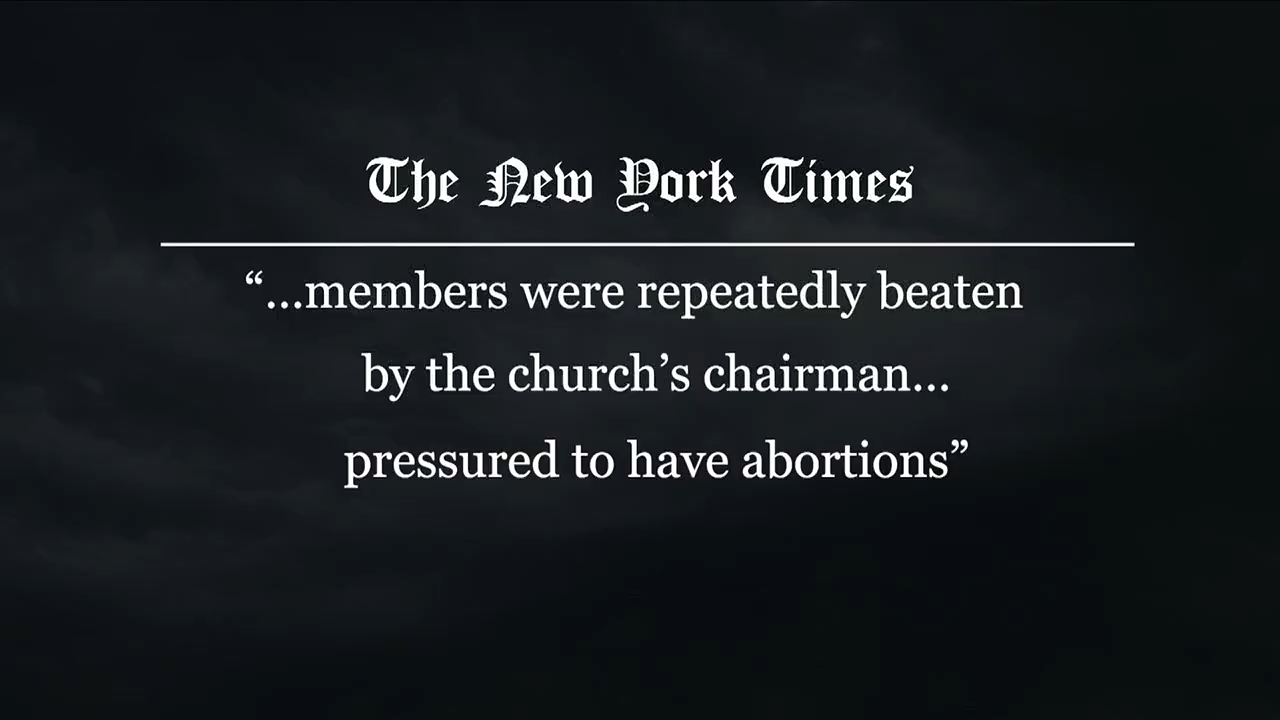 The New York Times
“...members were repeatedly beaten
by the church’s chairman...
pressured to have abortions”